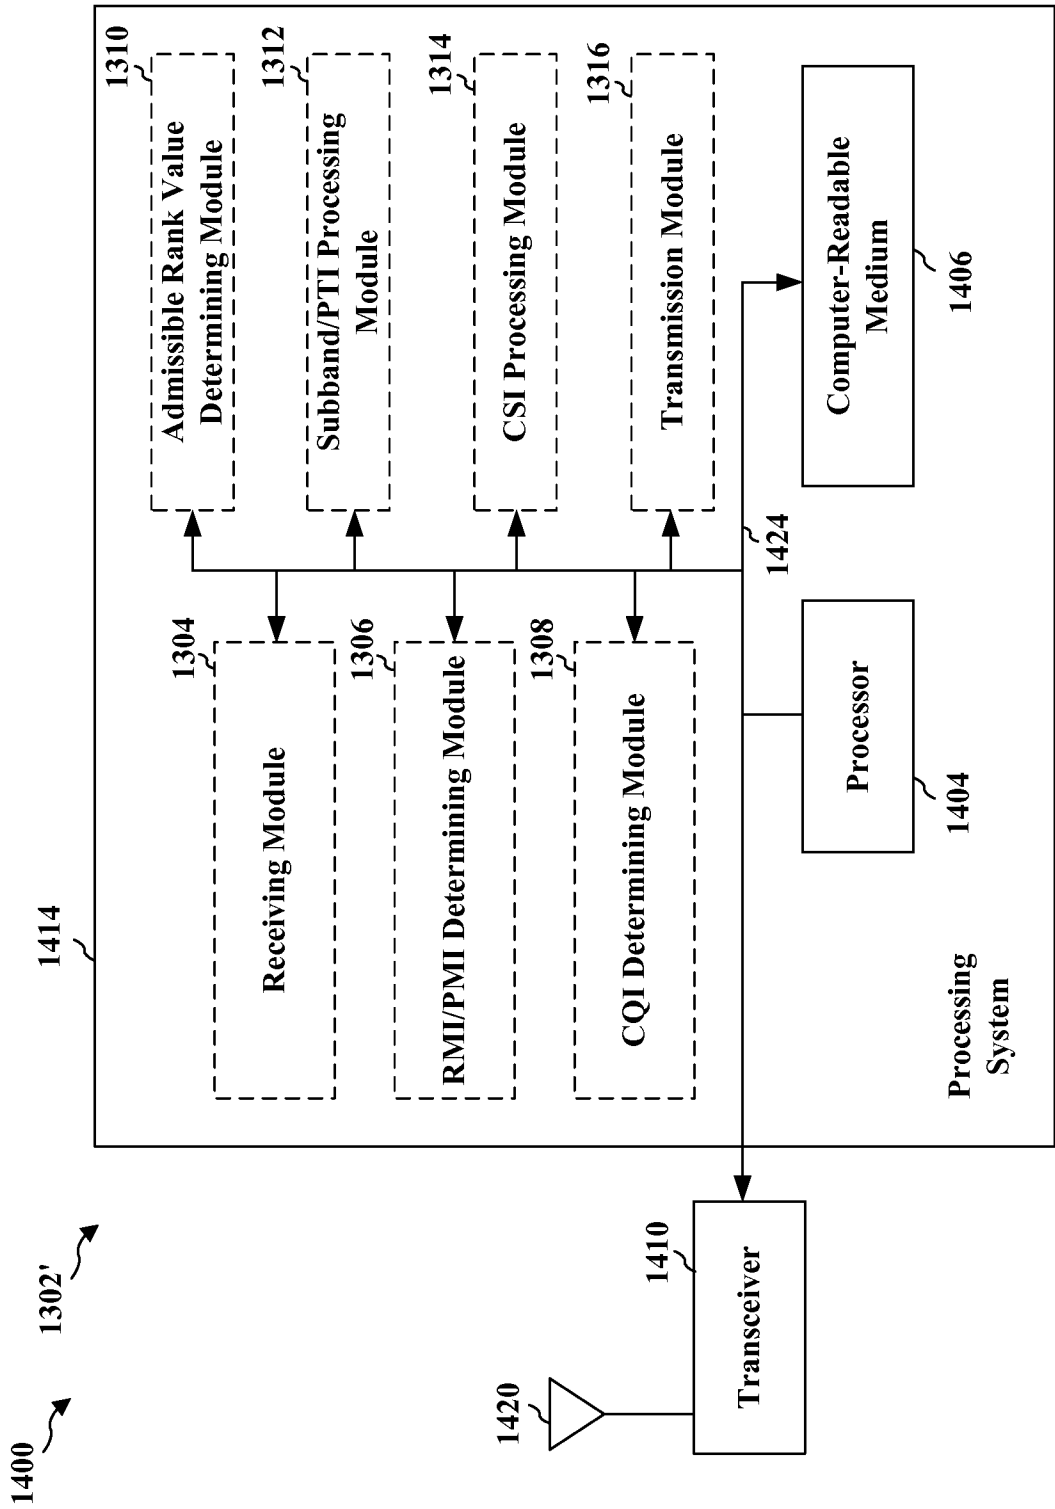 1400
1302'
1414
1304
Receiving Module
1306
RMI/PMI Determining Module
1308
CQI Determining Module
1310
Admissible Rank Value
Determining Module
1312
Subband/PTI Processing
Module
1314
CSI Processing Module
1316
Transmission Module
1420
1410
Transceiver
1424
Processor
1404
Computer-Readable
Medium
1406
Processing
System